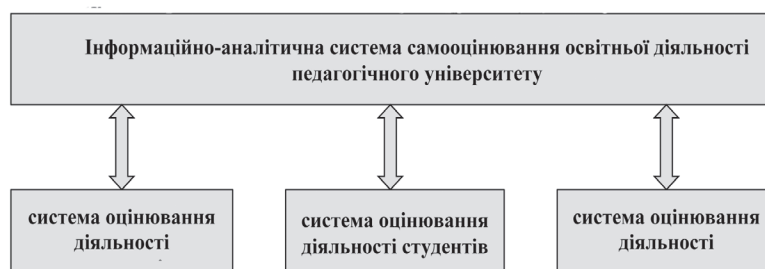 Інформаційно-аналітична система самооцінювання освітньої діяльності
педагогічного університету
система оцінювання
діяльності
система оцінювання
діяльності студентів
система оцінювання
діяльності